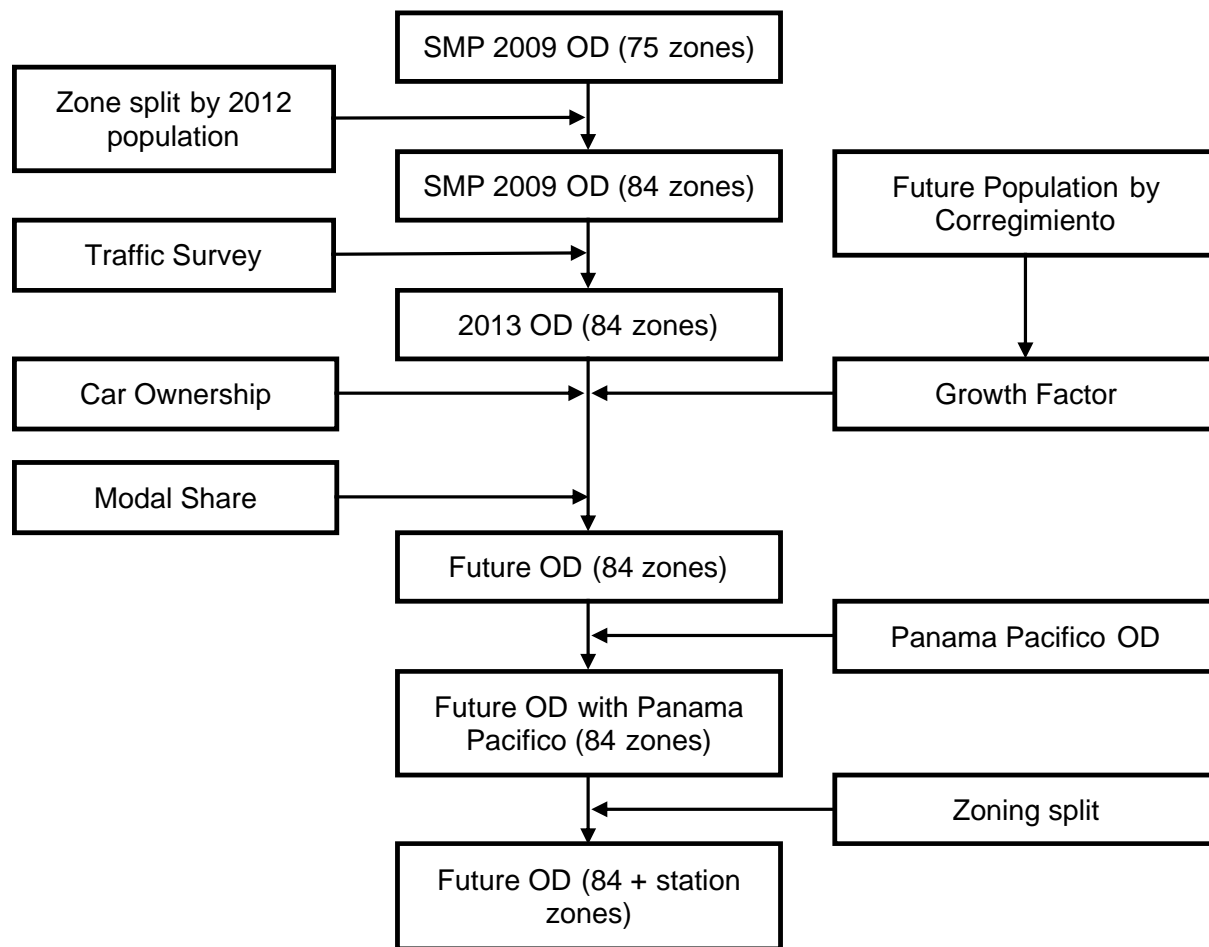 SMP 2009 OD (75 zones)
Zone split by 2012
population
SMP 2009 OD (84 zones)
Future Population by
Corregimiento
Traffic Survey
2013 OD (84 zones)
Car Ownership
Growth Factor
Modal Share
Future OD (84 zones)
Panama Pacifico OD
Future OD with Panama
Pacifico (84 zones)
Zoning split
Future OD (84 + station
zones)